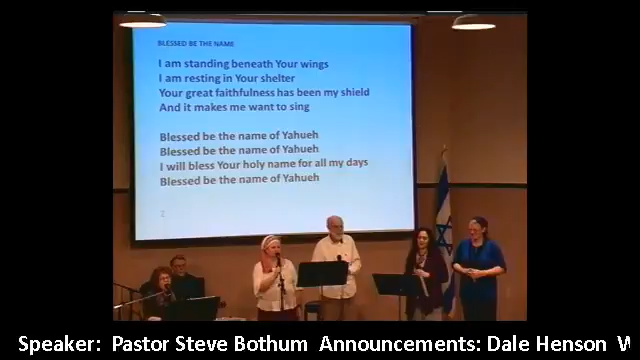 BLESSED BE THE NAME
I am standing beneath Your wings
I am resting in Your shelter
Your great faithfulness has been my shield
And it makes me want to sing
Blessed be the name of Yahueh
Blessed be the name of Yahueh
I will bless Your holy name for all my days
Blessed be the name of Yahueh
2
Speaker: Pastor Steve Bothum Announcements: Dale Henson